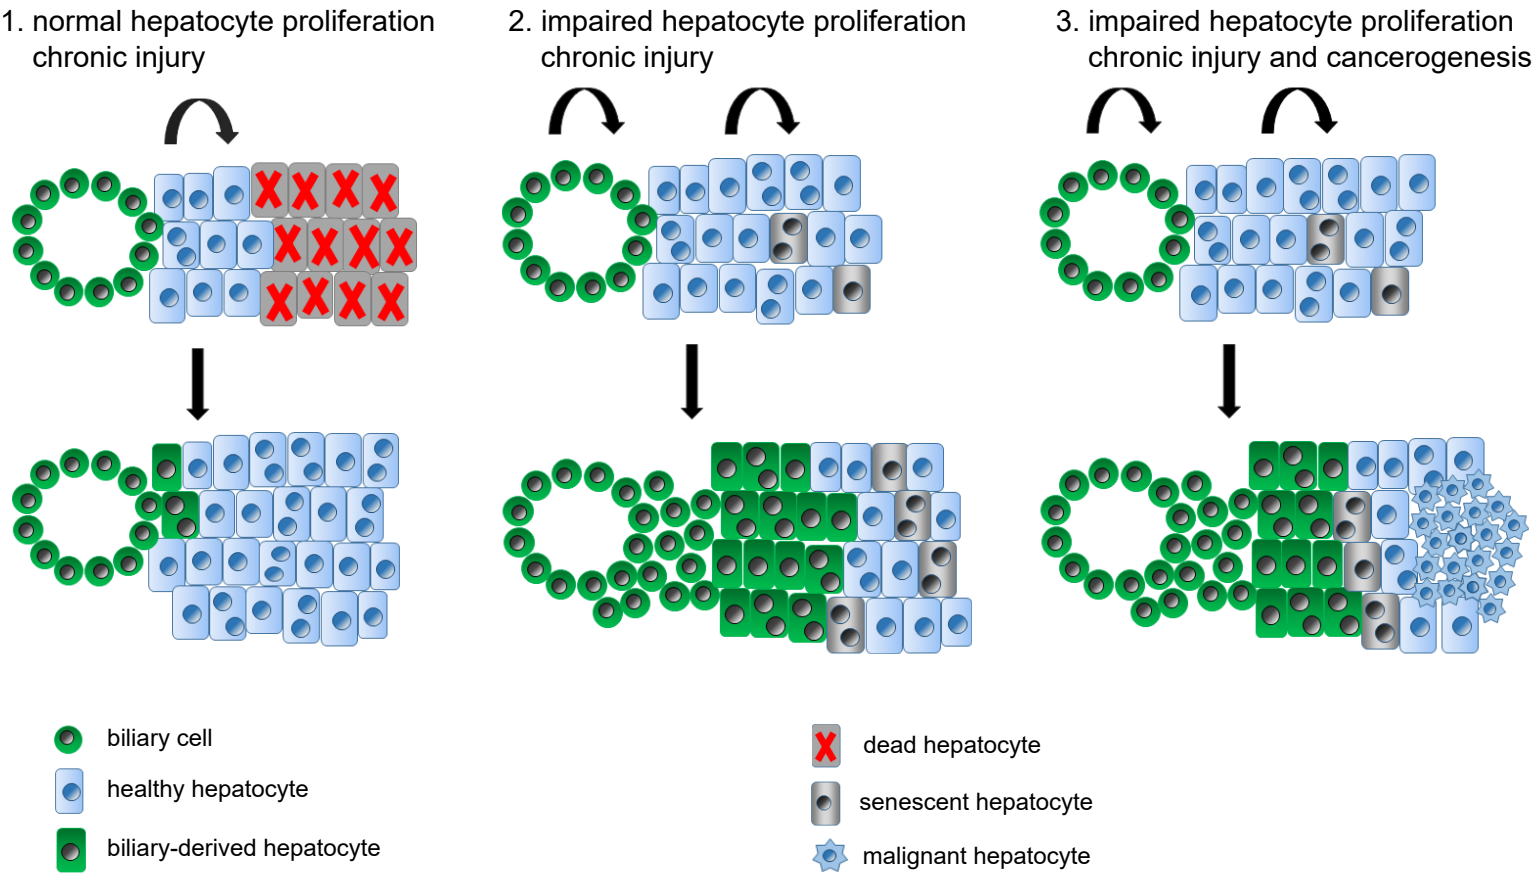 1. normal hepatocyte proliferation
chronic injury
2. impaired hepatocyte proliferation
chronic injury
3. impaired hepatocyte proliferation
chronic injury and cancerogenesis
biliary cell
healthy hepatocyte
biliary-derived hepatocyte
dead hepatocyte
senescent hepatocyte
malignant hepatocyte